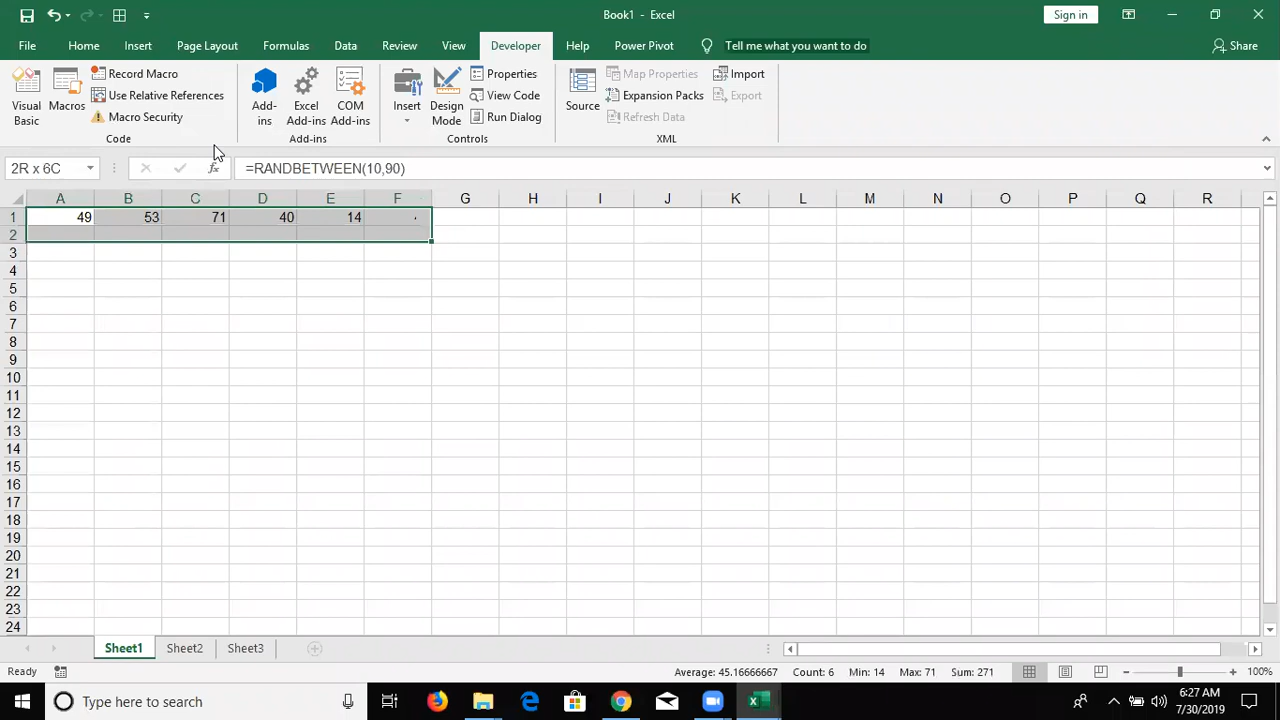 Book1 - Excel
Sign in
File Home Insert Page Layout Formulas Data Review View Developer Help Power Pivot Tell me what you want to do Share
Visual Basic
Macros
Record Macro
Use Relative References
Macro Security
Code
Add-ins
Excel Add-ins
COM Add-ins
Add-ins
Insert
Design Mode
Properties
View Code
Run Dialog
Controls
Source
Map Properties
Expansion Packs
Refresh Data
Import
Export
XML
2R x 6C
fx
=RANDBETWEEN(10,90)
A B C D E F G H I J K L M N O P Q R
1 49 53 71 40 14
2
3
4
5
6
7
8
9
10
11
12
13
14
15
16
17
18
19
20
21
22
23
24
Sheet1 Sheet2 Sheet3
Ready Average: 45.16666667 Count: 6 Min: 14 Max: 71 Sum: 271 100%
Type here to search
6:27 AM
7/30/2019